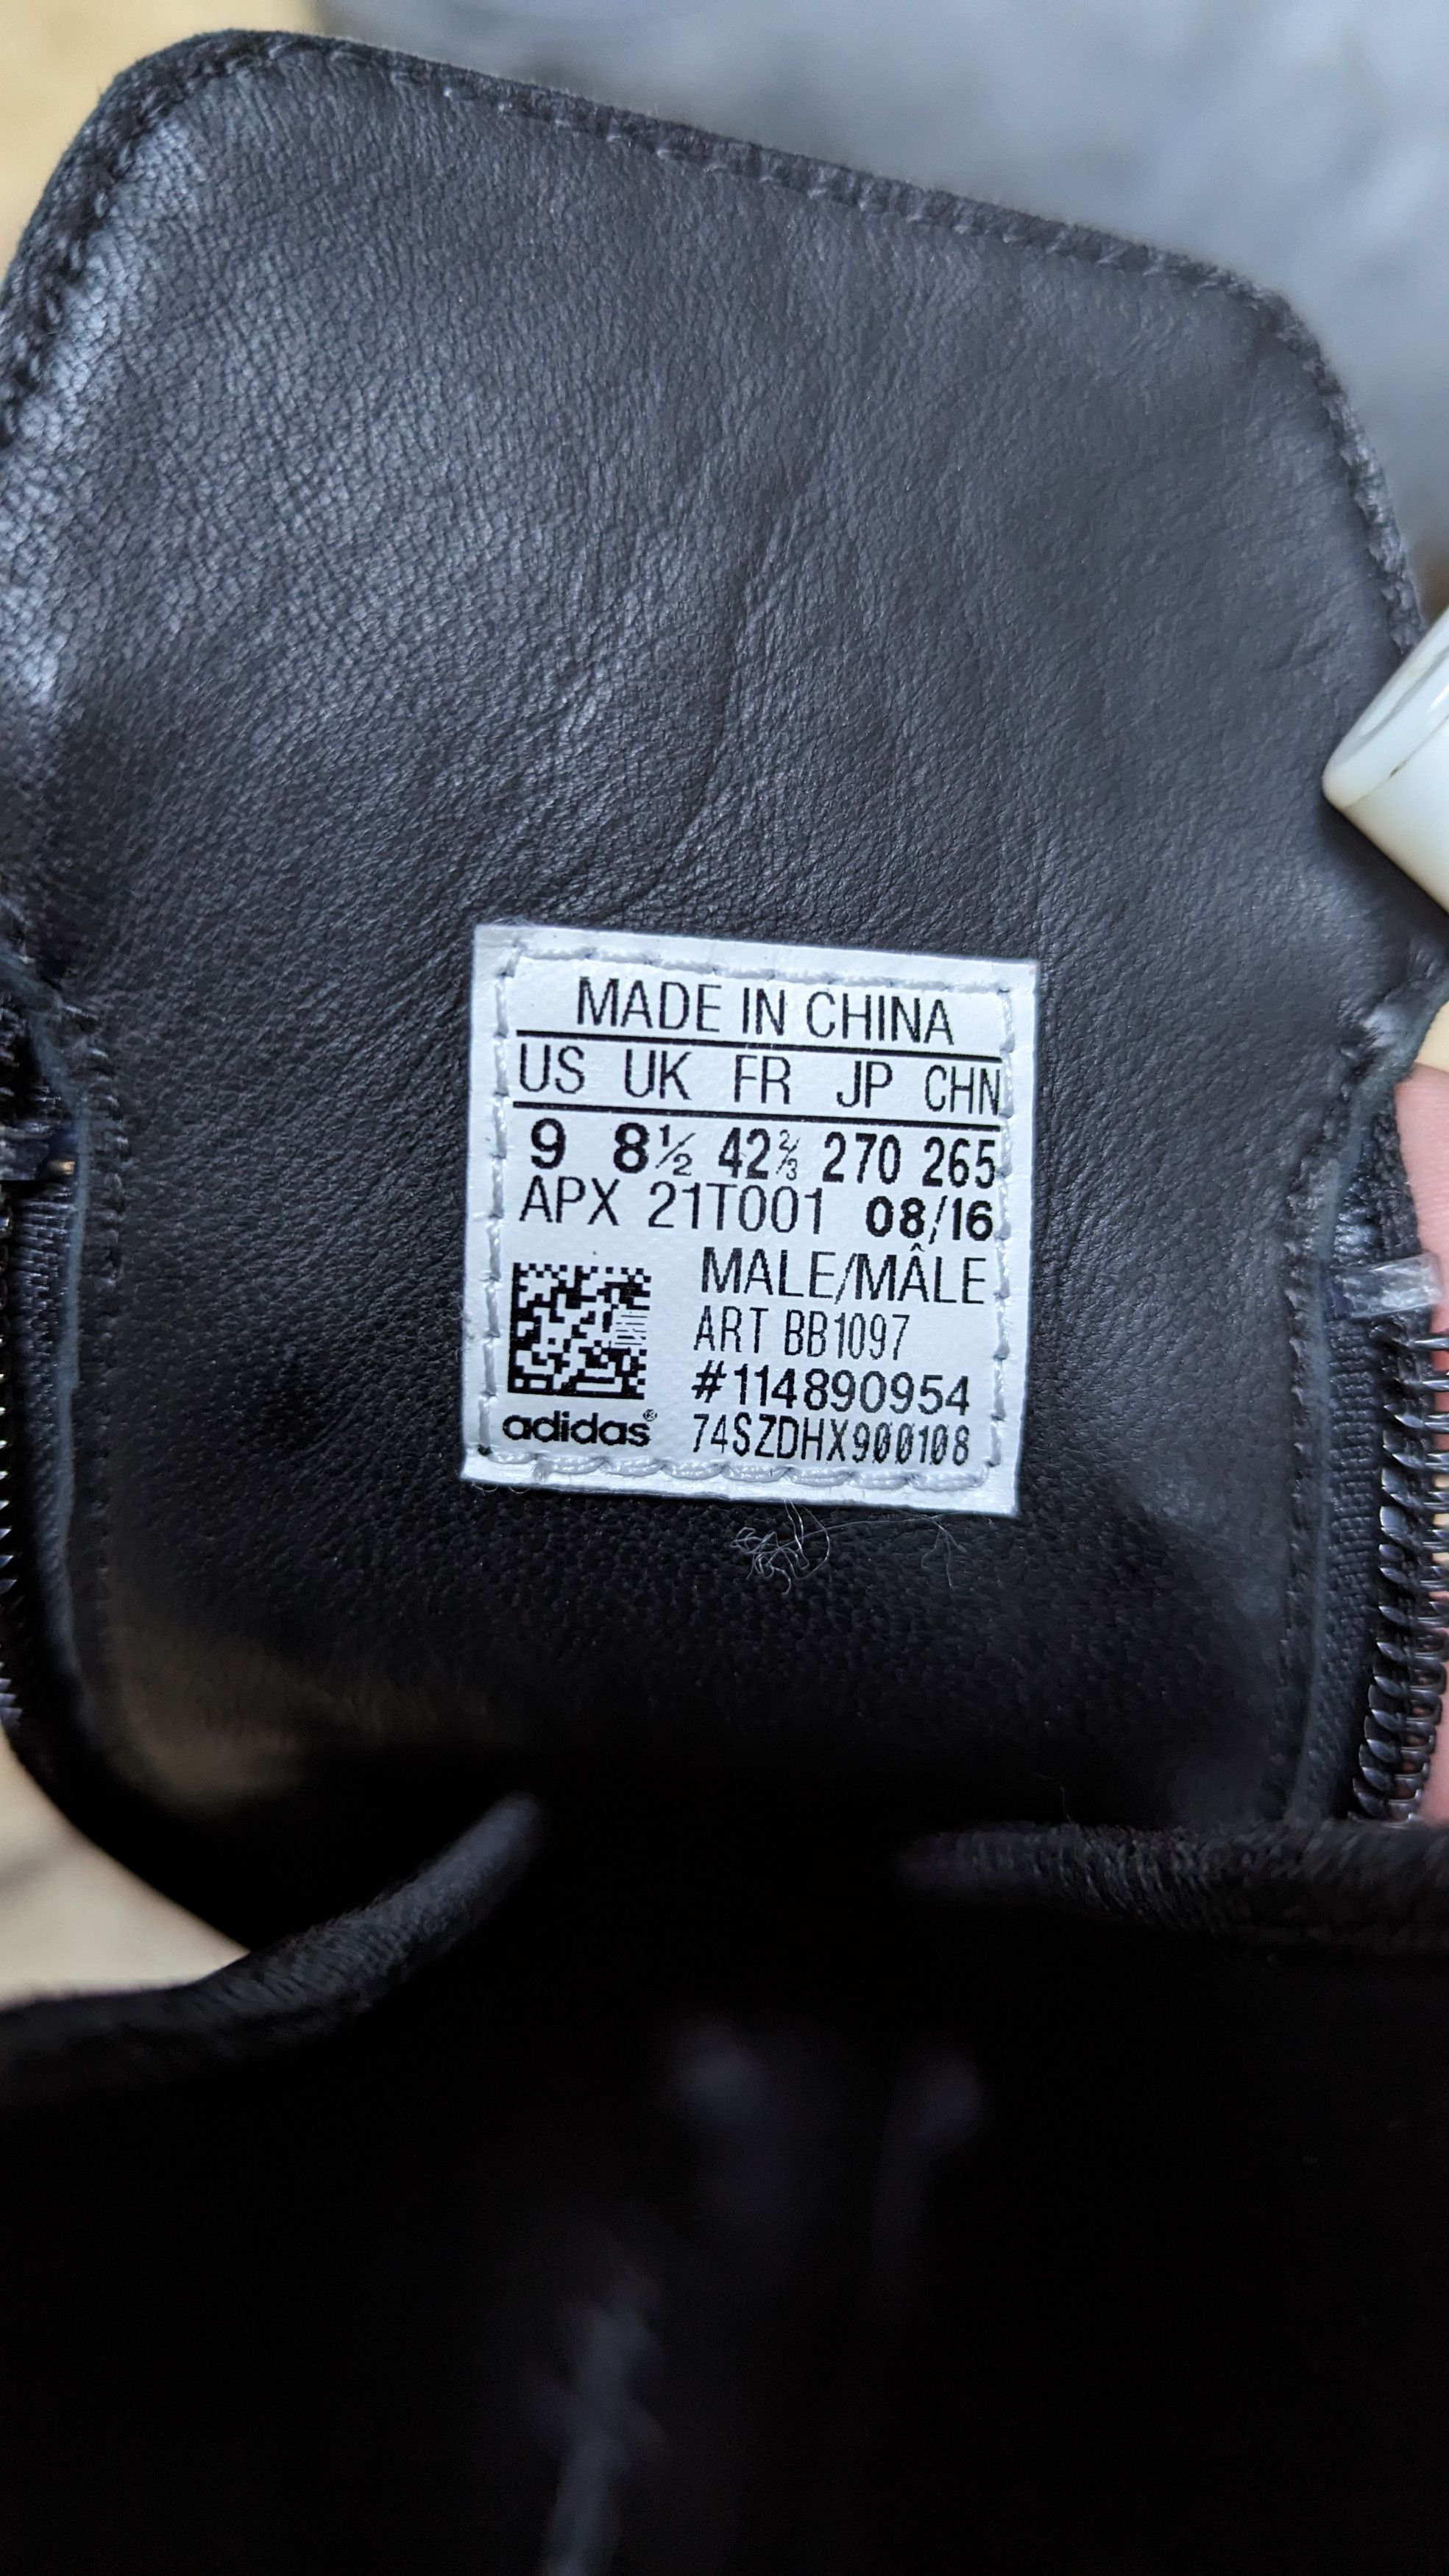 MADE IN CHINA
US UK FR JP CHN
9 8½ 42⅔ 270 265
APX 21T001 08/16
MALE/MÂLE
ART BB1097
#114890954
adidas® 74SZDHX900108